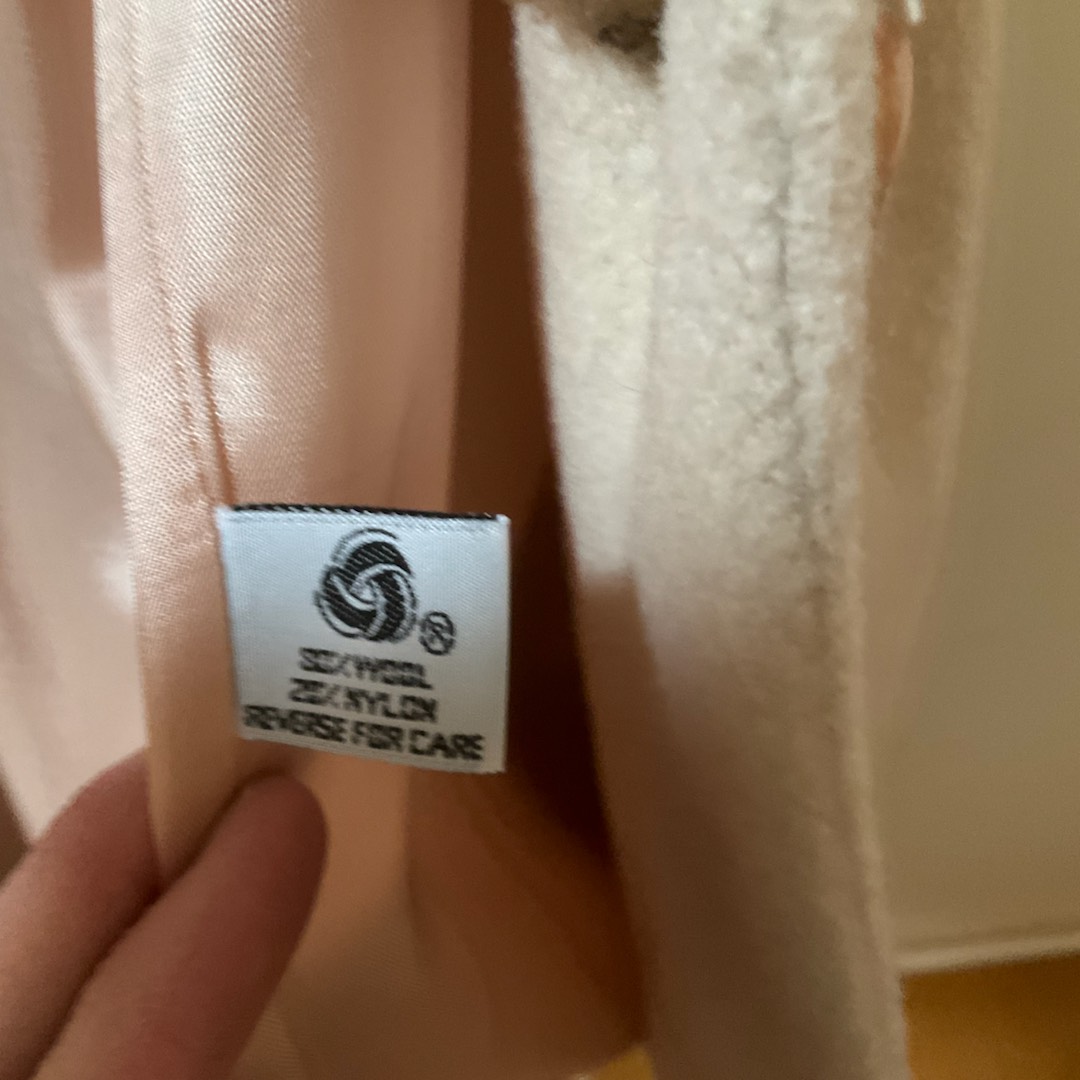 ®
80% WOOL
20% NYLON
REVERSE FOR CARE